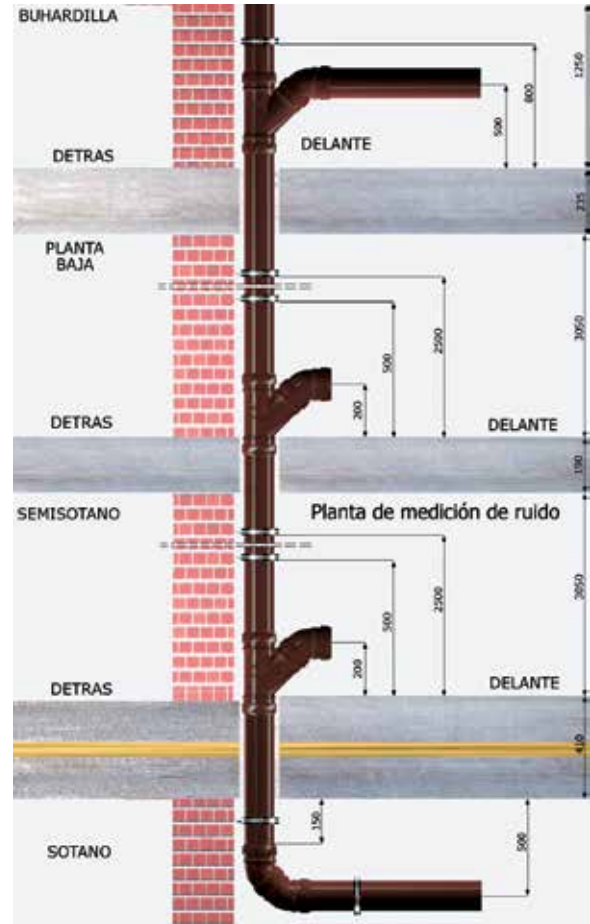 BUHARDILLA
1250
800
500
DETRAS
DELANTE
235
PLANTA
BAJA
3050
2500
500
200
DETRAS
DELANTE
190
SEMISOTANO
Planta de medición de ruido
2500
500
200
DETRAS
DELANTE
410
150
500
SOTANO